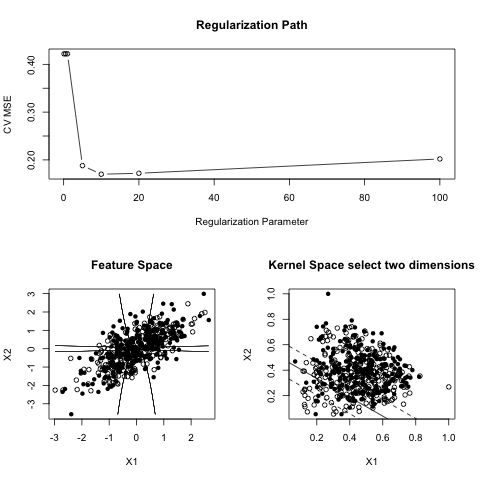 Regularization Path
0.20 0.30 0.40
CV MSE
0 20 40 60 80 100
Regularization Parameter
Feature Space
-3 -2 -1 0 1 2 3
X2
-3 -2 -1 0 1 2
X1
Kernel Space select two dimensions
0.2 0.4 0.6 0.8 1.0
X2
0.2 0.4 0.6 0.8 1.0
X1